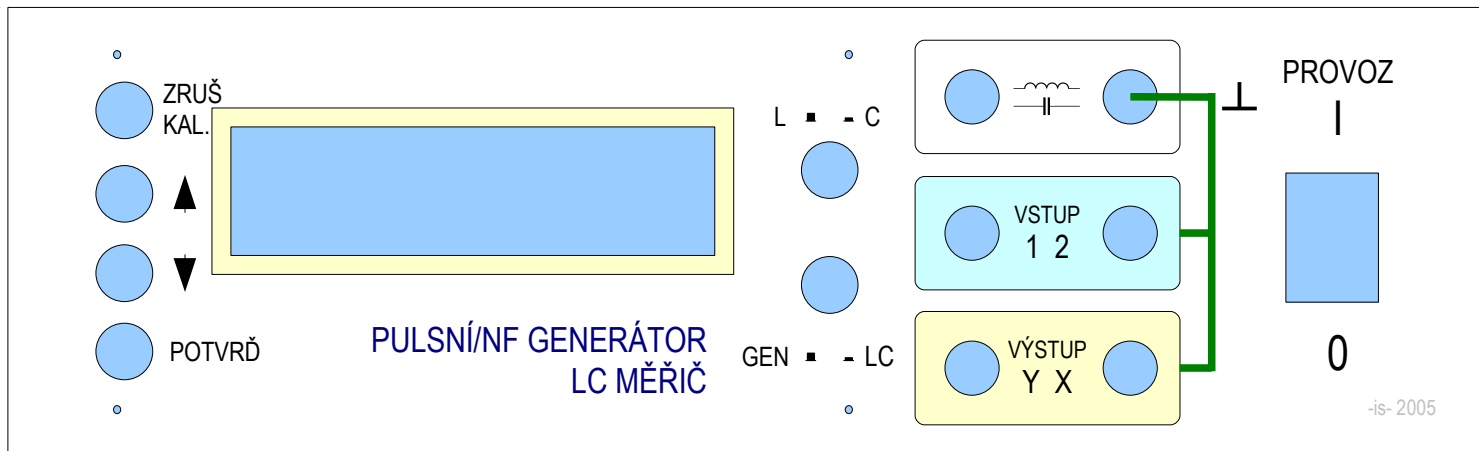 ZRUŠ
KAL.
POTVRĎ
PULSNÍ/NF GENERÁTOR
LC MĚŘIČ
L C
GEN LC
VSTUP
1 2
VÝSTUP
Y X
PROVOZ
I
0
-is- 2005